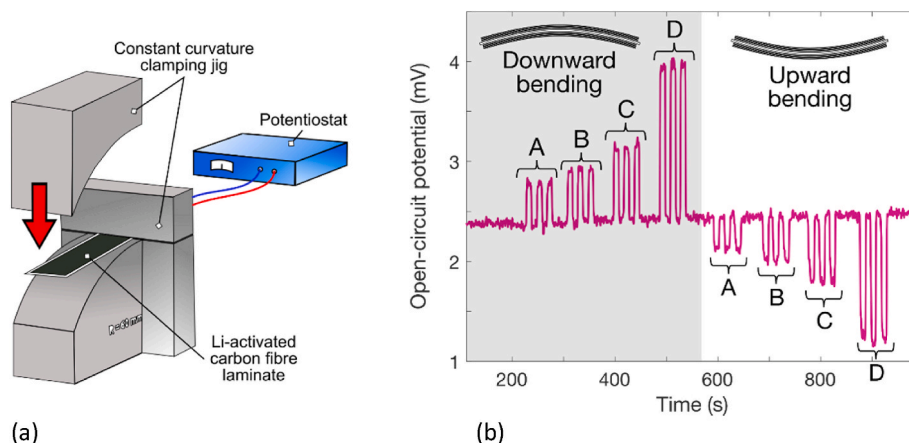 Constant curvature
clamping jig
Potentiostat
Li-activated
carbon fibre
laminate
(a)
Open-circuit potential (mV)
4
3
2
1
Downward
bending
Upward
bending
A
B
C
D
A
B
C
D
200
400
600
800
Time (s)
(b)